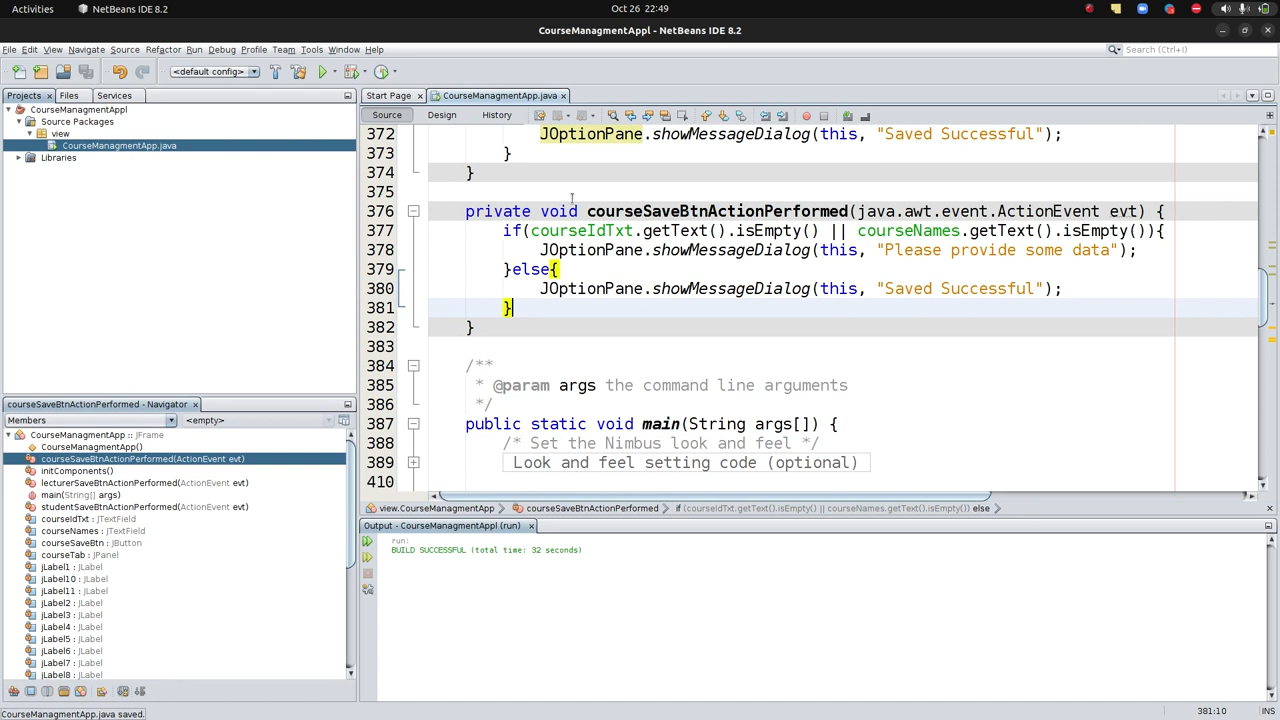 Activities
NetBeans IDE 8.2
Oct 26 22:49
CourseManagmentAppl - NetBeans IDE 8.2
File Edit View Navigate Source Refactor Run Debug Profile Team Tools Window Help
Search (Ctrl+I)
<default config>
Projects
Files
Services
Start Page
CourseManagmentApp.java
CourseManagmentAppl
Source Packages
view
CourseManagmentApp.java
Libraries
Source
Design
History
372 JOptionPane.showMessageDialog(this, "Saved Successful");
373 }
374 }
375
376 private void courseSaveBtnActionPerformed(java.awt.event.ActionEvent evt) {
377 if(courseIdTxt.getText().isEmpty() || courseNames.getText().isEmpty()){
378 JOptionPane.showMessageDialog(this, "Please provide some data");
379 }else{
380 JOptionPane.showMessageDialog(this, "Saved Successful");
381 }
382 }
383
384 /**
385 * @param args the command line arguments
386 */
387 public static void main(String args[]) {
388 /* Set the Nimbus look and feel */
389 Look and feel setting code (optional)
410
courseSaveBtnActionPerformed - Navigator
Members
<empty>
CourseManagmentApp :: JFrame
CourseManagmentApp()
courseSaveBtnActionPerformed(ActionEvent evt)
initComponents()
lecturerSaveBtnActionPerformed(ActionEvent evt)
main(String[] args)
studentSaveBtnActionPerformed(ActionEvent evt)
courseIdTxt : JTextField
courseNames : JTextField
courseSaveBtn : JButton
courseTab : JPanel
jLabel1 : JLabel
jLabel10 : JLabel
jLabel11 : JLabel
jLabel2 : JLabel
jLabel3 : JLabel
jLabel4 : JLabel
jLabel5 : JLabel
jLabel6 : JLabel
jLabel7 : JLabel
jLabel8 : JLabel
view.CourseManagmentApp
courseSaveBtnActionPerformed
if (courseIdTxt.getText().isEmpty() || courseNames.getText().isEmpty()) else
Output - CourseManagmentAppl (run)
run:
BUILD SUCCESSFUL (total time: 32 seconds)
CourseManagmentApp.java saved.
381:10
INS